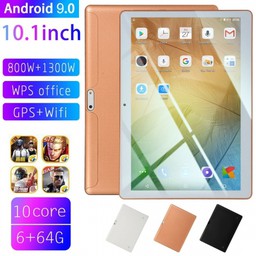 Android 9.0
10.1inch
800W+1300W
WPS office
GPS+Wifi
10core
6+64G